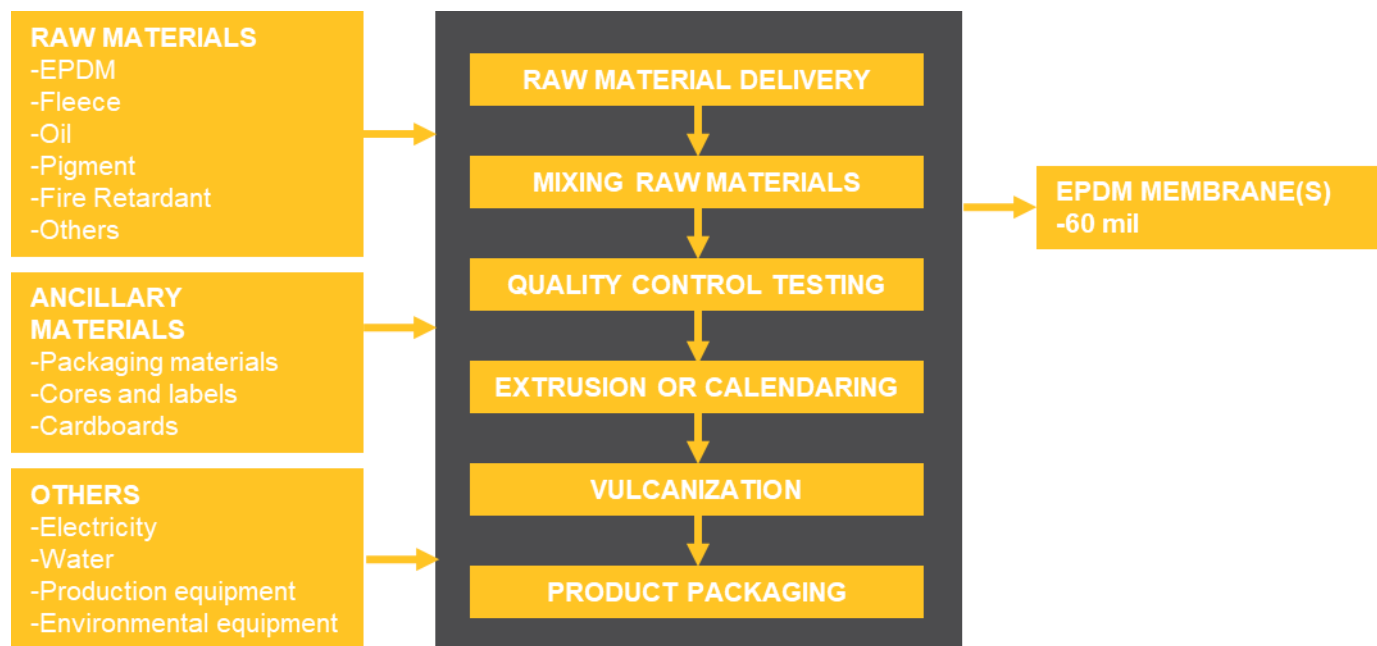 RAW MATERIALS
-EPDM
-Fleece
-Oil
-Pigment
-Fire Retardant
-Others
ANCILLARY
MATERIALS
-Packaging materials
-Cores and labels
-Cardboards
OTHERS
-Electricity
-Water
-Production equipment
-Environmental equipment
RAW MATERIAL DELIVERY
MIXING RAW MATERIALS
QUALITY CONTROL TESTING
EXTRUSION OR CALENDARING
VULCANIZATION
PRODUCT PACKAGING
EPDM MEMBRANE(S)
-60 mil